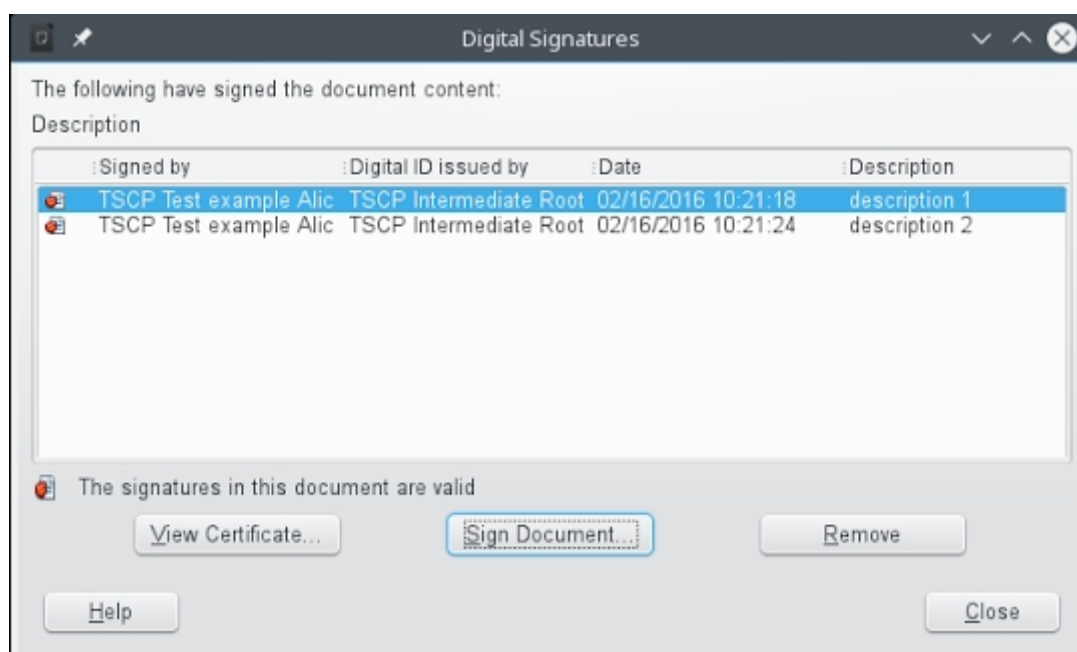 Digital Signatures
The following have signed the document content:
Description
Signed by Digital ID issued by Date Description
TSCP Test example Alic TSCP Intermediate Root 02/16/2016 10:21:18 description 1
TSCP Test example Alic TSCP Intermediate Root 02/16/2016 10:21:24 description 2
The signatures in this document are valid
View Certificate... Sign Document... Remove
Help Close